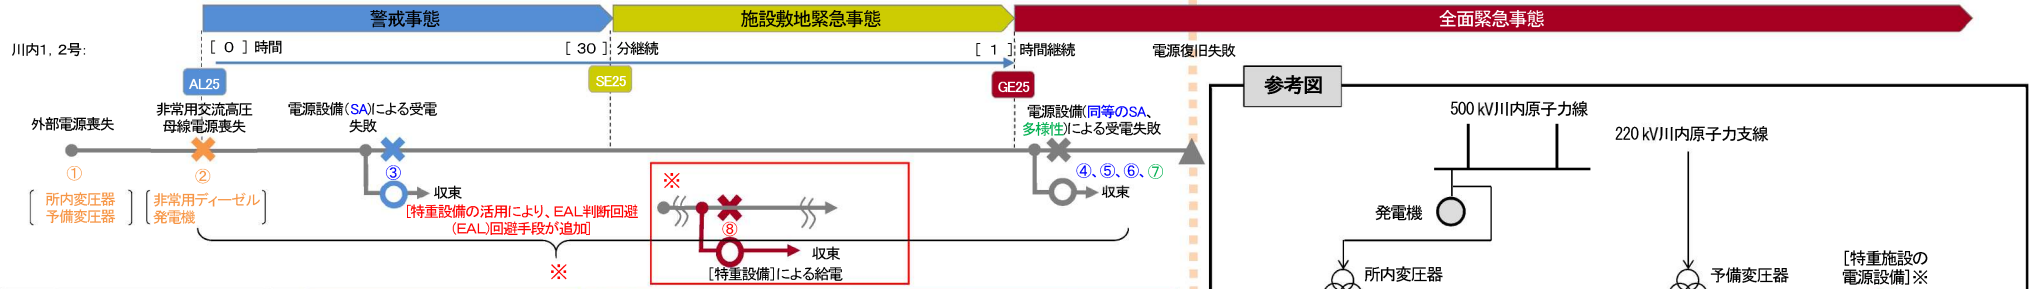 警戒事態
施設敷地緊急事態
全面緊急事態
川内1，2号：
［ 0 ］時間
［ 30 ］分継続
［ 1 ］時間継続
電源復旧失敗
AL25
SE25
GE25
外部電源喪失
非常用交流高圧
母線電源喪失
電源設備（SA）による受電
失敗
電源設備（同等のSA、
多様性）による受電失敗
①
②
③
④、⑤、⑥、⑦
所内変圧器
予備変圧器
非常用ディーゼル
発電機
収束
[特重設備の活用により、EAL判断回避
（EAL）回避手段が追加]
※
※
⑧
収束
[特重設備]による給電
収束
参考図
500 kV川内原子力線
220 kV川内原子力支線
発電機
所内変圧器
予備変圧器
[特重施設の
電源設備]※